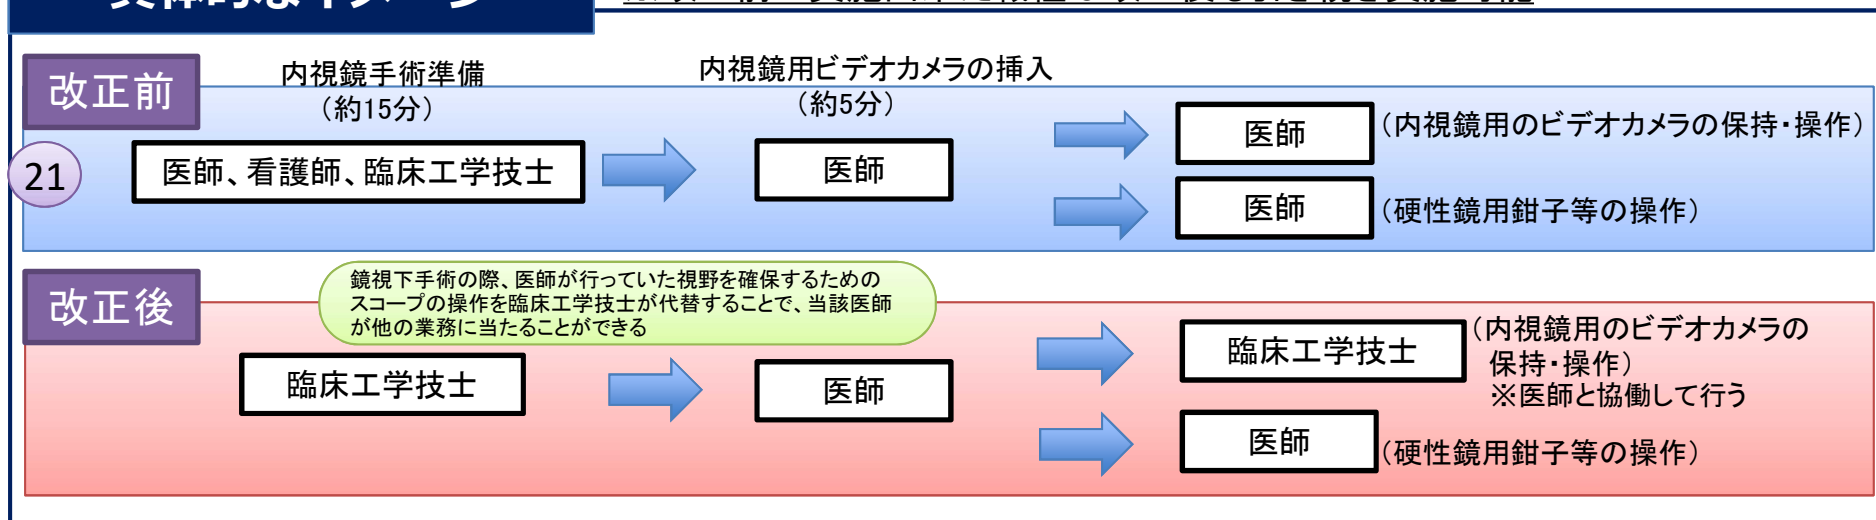 具体的なイメージ
改正前
内視鏡手術準備
（約15分）
内視鏡用ビデオカメラの挿入
（約5分）
21
医師、看護師、臨床工学技士
医師
医師
（内視鏡用のビデオカメラの保持・操作）
医師
（硬性鏡用鉗子等の操作）
改正後
鏡視下手術の際、医師が行っていた視野を確保するための
スコープの操作を臨床工学技士が代替することで、当該医師
が他の業務に当たることができる
臨床工学技士
医師
臨床工学技士
（内視鏡用のビデオカメラの
保持・操作）
※医師と協働して行う
医師
（硬性鏡用鉗子等の操作）